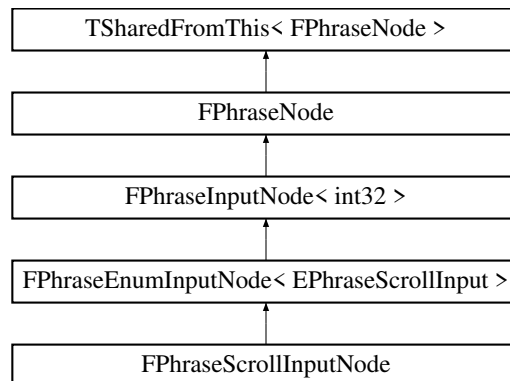 TSharedFromThis< FPhraseNode >
FPhraseNode
FPhraseInputNode< int32 >
FPhraseEnumInputNode< EPhraseScrollInput >
FPhraseScrollInputNode